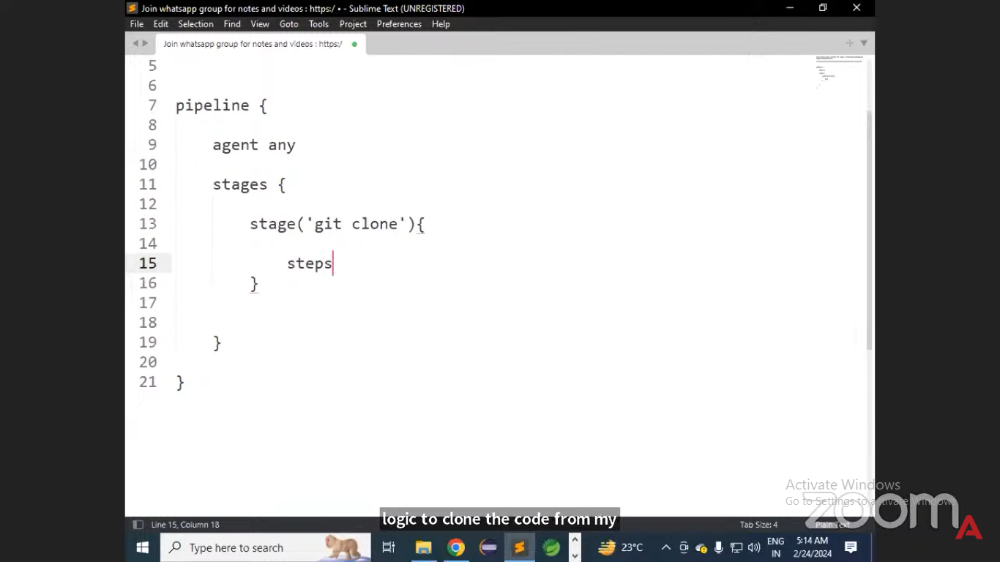 Join whatsapp group for notes and videos : https:/ • - Sublime Text (UNREGISTERED)
File Edit Selection Find View Goto Tools Project Preferences Help
Join whatsapp group for notes and videos : https:/
5
6
7 pipeline {
8
9 agent any
10
11 stages {
12
13 stage('git clone'){
14
15 steps
16 }
17
18
19 }
20
21 }
Activate Windows
Go to Settings to activate Windows.
zoom
logic to clone the code from my
Line 15, Column 18
Tab Size: 4
Plain Text
Type here to search
23°C
ENG
IN
5:14 AM
2/24/2024